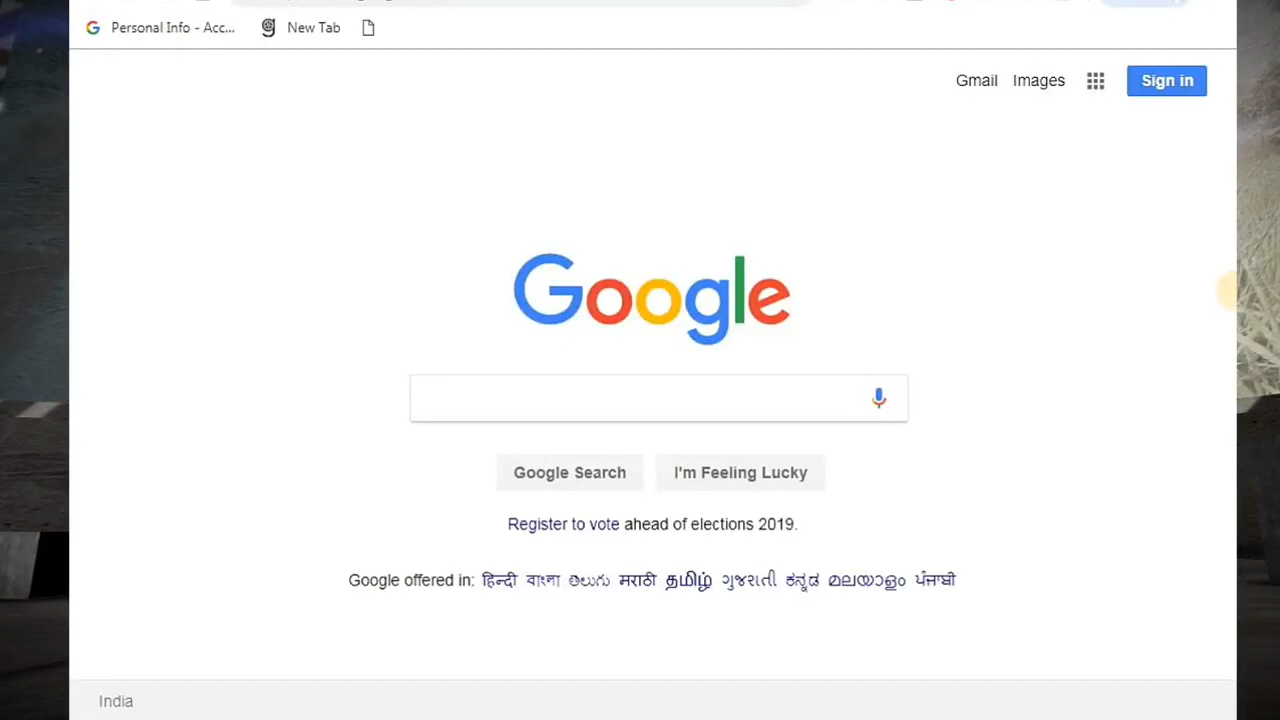 Personal Info - Acc... New Tab
Gmail Images Sign in
Google
Google Search I'm Feeling Lucky
Register to vote ahead of elections 2019.
Google offered in: हिन्दी বাংলা తెలుగు मराठी தமிழ் ગુજરાતી ಕನ್ನಡ മലയാളം ਪੰਜਾਬੀ
India